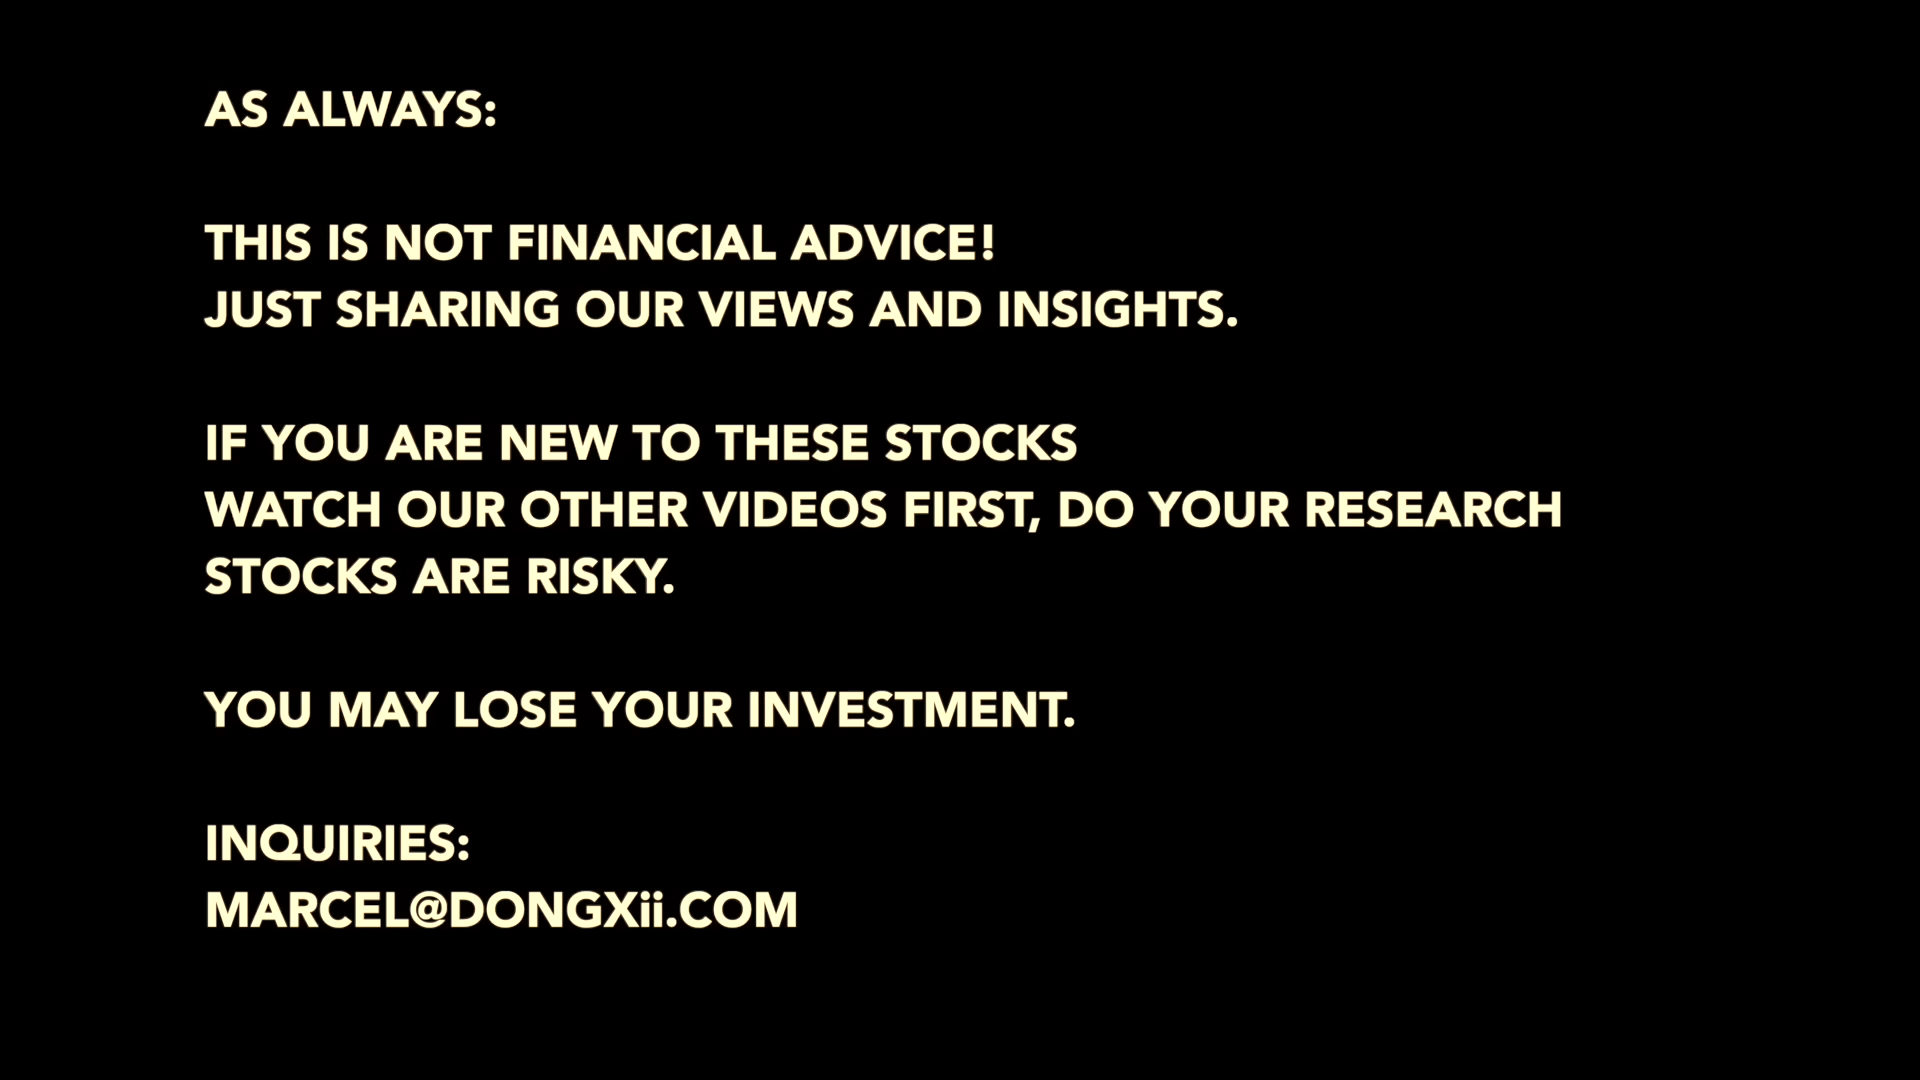 AS ALWAYS:
THIS IS NOT FINANCIAL ADVICE!
JUST SHARING OUR VIEWS AND INSIGHTS.
IF YOU ARE NEW TO THESE STOCKS
WATCH OUR OTHER VIDEOS FIRST, DO YOUR RESEARCH
STOCKS ARE RISKY.
YOU MAY LOSE YOUR INVESTMENT.
INQUIRIES:
MARCEL@DONGXii.COM